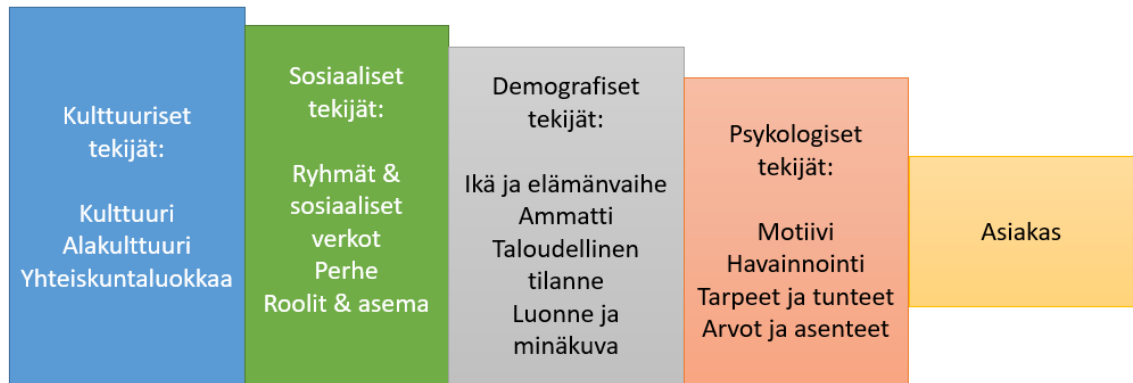 Kulttuuriset
tekijät:
Kulttuuri
Alakulttuuri
Yhteiskuntaluokkaa
Sosiaaliset
tekijät:
Ryhmät &
sosiaaliset
verkot
Perhe
Roolit & asema
Demografiset
tekijät:
Ikä ja elämänvaihe
Ammatti
Taloudellinen
tilanne
Luonne ja
minäkuva
Psykologiset
tekijät:
Motiivi
Havainnointi
Tarpeet ja tunteet
Arvot ja asenteet
Asiakas